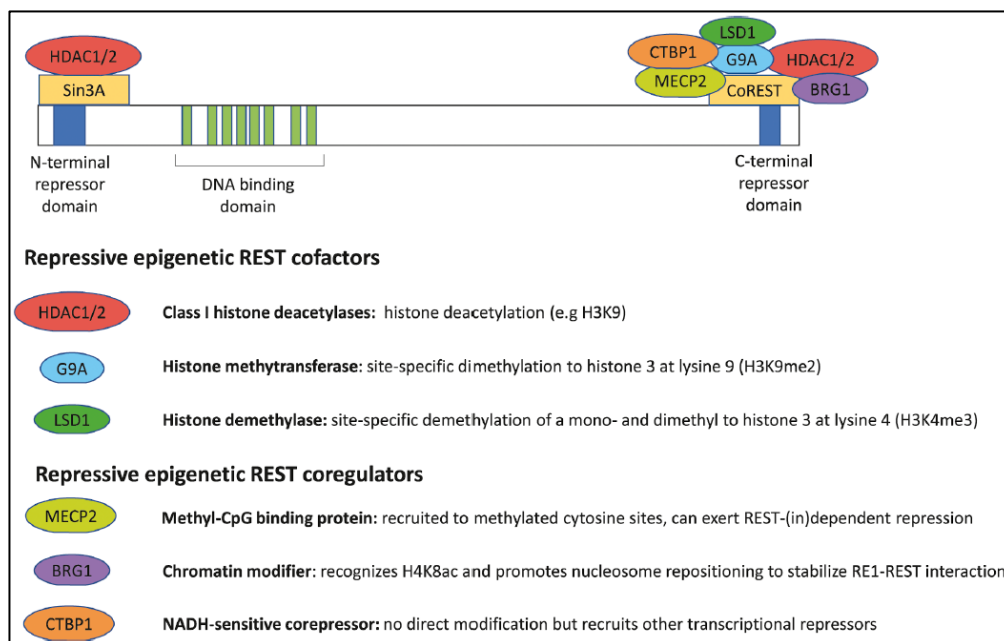 LSD1
CTBP1
G9A
HDAC1/2
HDAC1/2
MECP2
Sin3A
CoREST
BRG1
N-terminal
repressor
domain
DNA binding
domain
C-terminal
repressor
domain
Repressive epigenetic REST cofactors
HDAC1/2 Class I histone deacetylases: histone deacetylation (e.g H3K9)
G9A Histone methytransferase: site-specific dimethylation to histone 3 at lysine 9 (H3K9me2)
LSD1 Histone demethylase: site-specific demethylation of a mono- and dimethyl to histone 3 at lysine 4 (H3K4me3)
Repressive epigenetic REST coregulators
MECP2 Methyl-CpG binding protein: recruited to methylated cytosine sites, can exert REST-(in)dependent repression
BRG1 Chromatin modifier: recognizes H4K8ac and promotes nucleosome repositioning to stabilize RE1-REST interaction
CTBP1 NADH-sensitive corepressor: no direct modification but recruits other transcriptional repressors